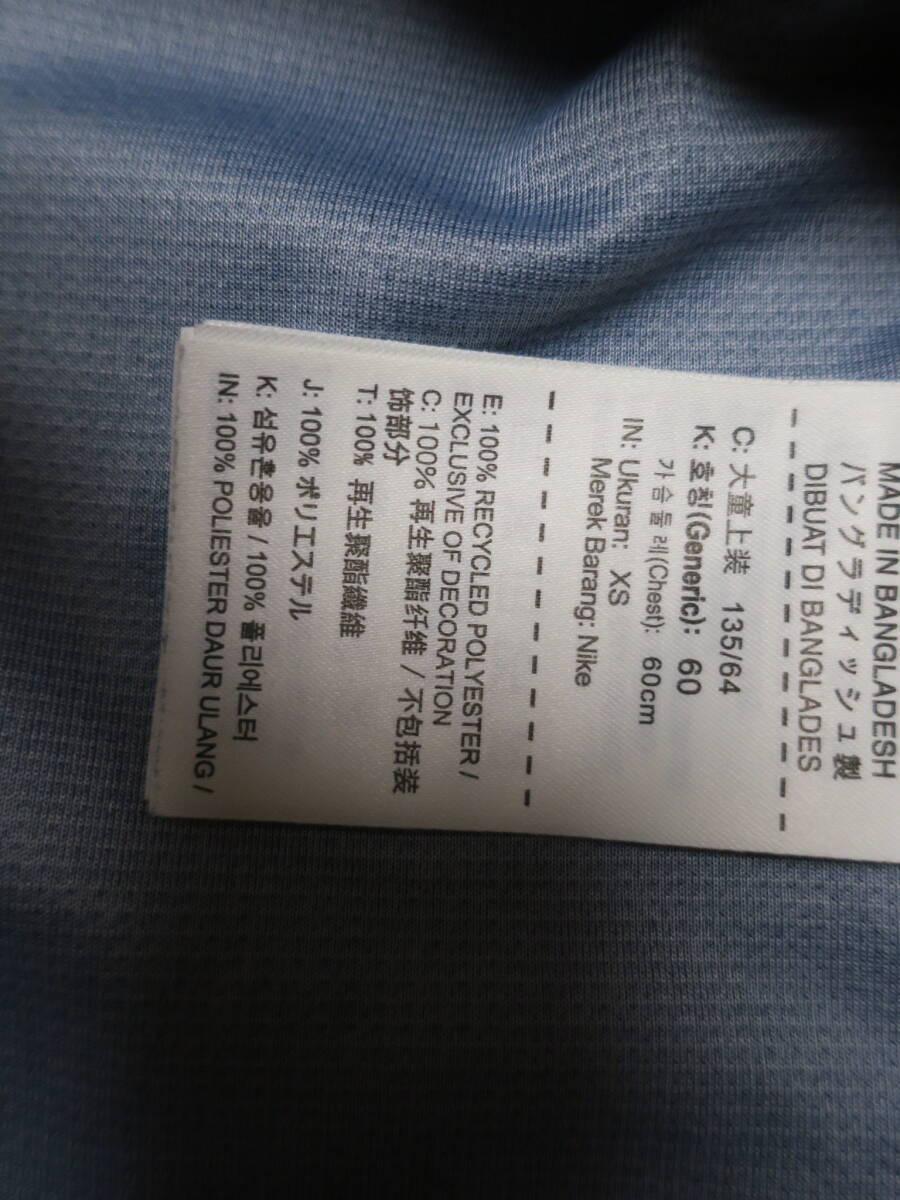 MADE IN BANGLADESH
バングラディッシュ製
DIBUAT DI BANGLADES
C: 大童上装 135/64
K: 호칭(Generic): 60
가슴둘레(Chest): 60cm
IN: Ukuran: XS
Merek Barang: Nike
E: 100% RECYCLED POLYESTER /
EXCLUSIVE OF DECORATION
C: 100% 再生聚酯纤维 / 不包括装
饰部分
T: 100% 再生聚酯纖維
J: 100% ポリエステル
K: 섬유혼용율 / 100% 폴리에스터
IN: 100% POLIESTER DAUR ULANG /